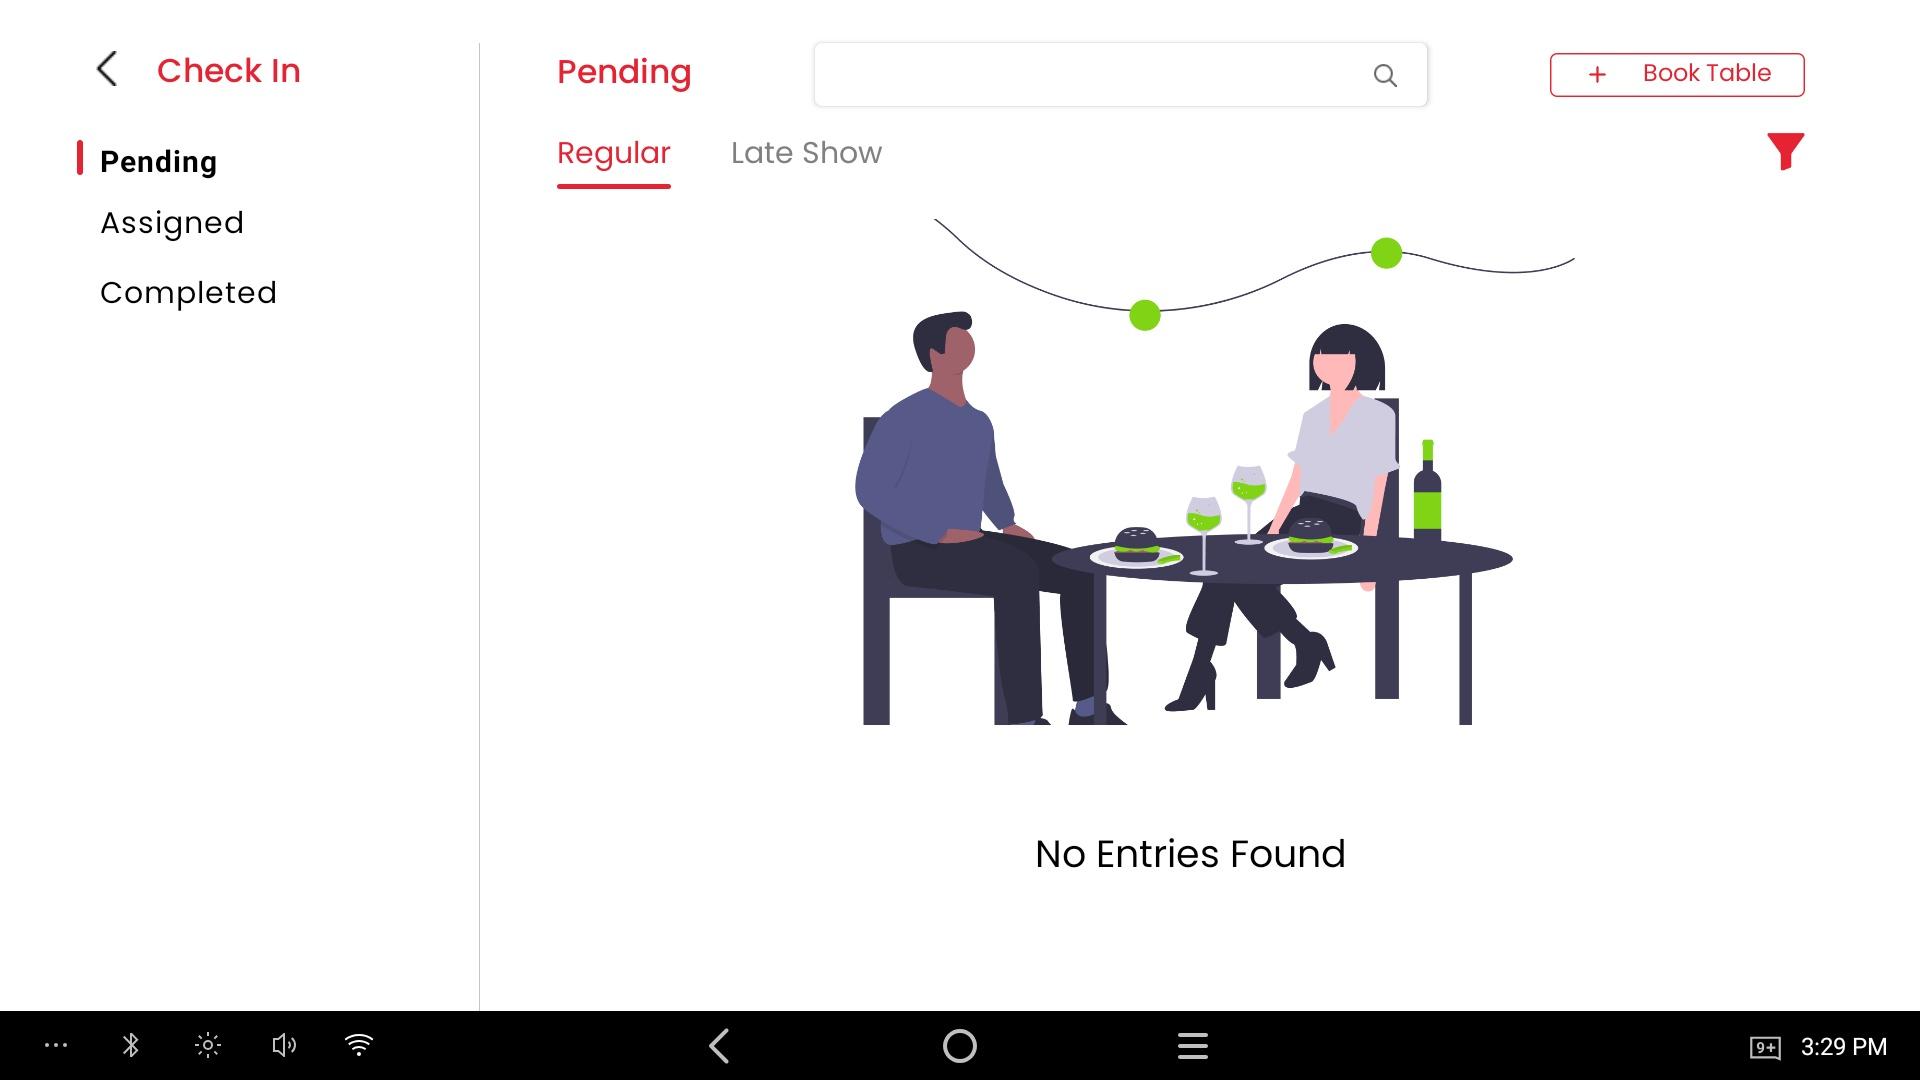 Check In
Pending
Assigned
Completed
Pending
+ Book Table
Regular
Late Show
No Entries Found
9+
3:29 PM